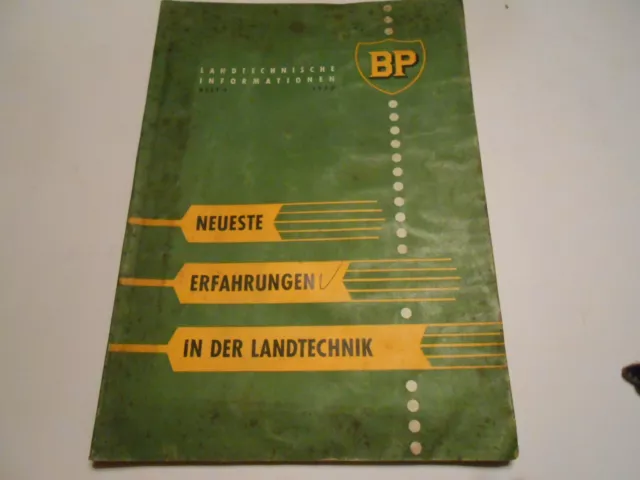 LANDTECHNISCHE
INFORMATIONEN
BP
NEUESTE
ERFAHRUNGEN
IN DER LANDTECHNIK